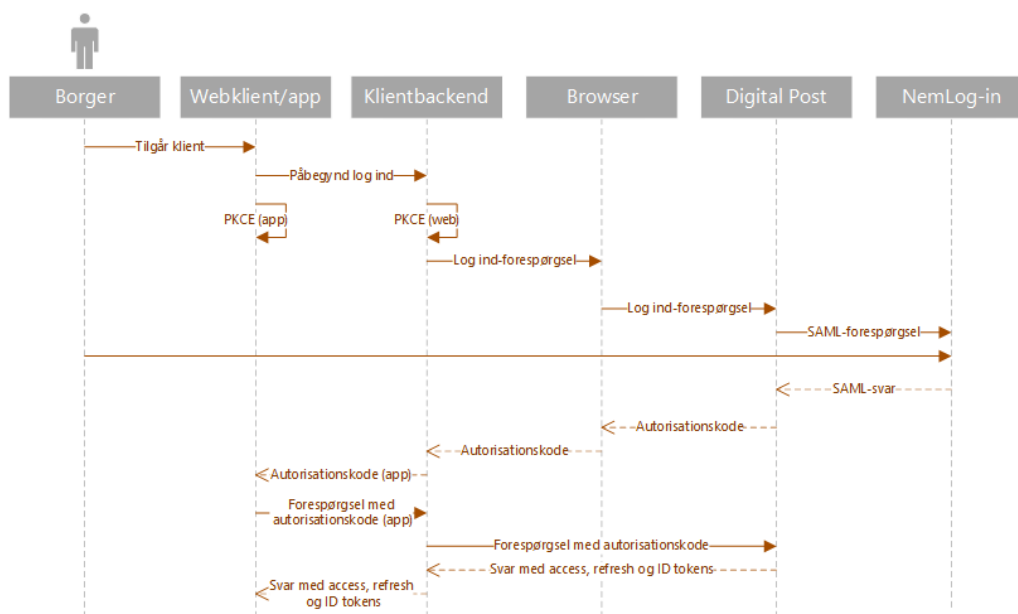 Borger
Webklient/app
Klientbackend
Browser
Digital Post
NemLog-in
Tilgår klient
Påbegynd log ind
PKCE (app)
PKCE (web)
Log ind-forespørgsel
Log ind-forespørgsel
SAML-forespørgsel
SAML-svar
Autorisationskode
Autorisationskode
Autorisationskode (app)
Forespørgsel med
autorisationskode (app)
Forespørgsel med autorisationskode
Svar med access, refresh og ID tokens
Svar med access, refresh
og ID tokens